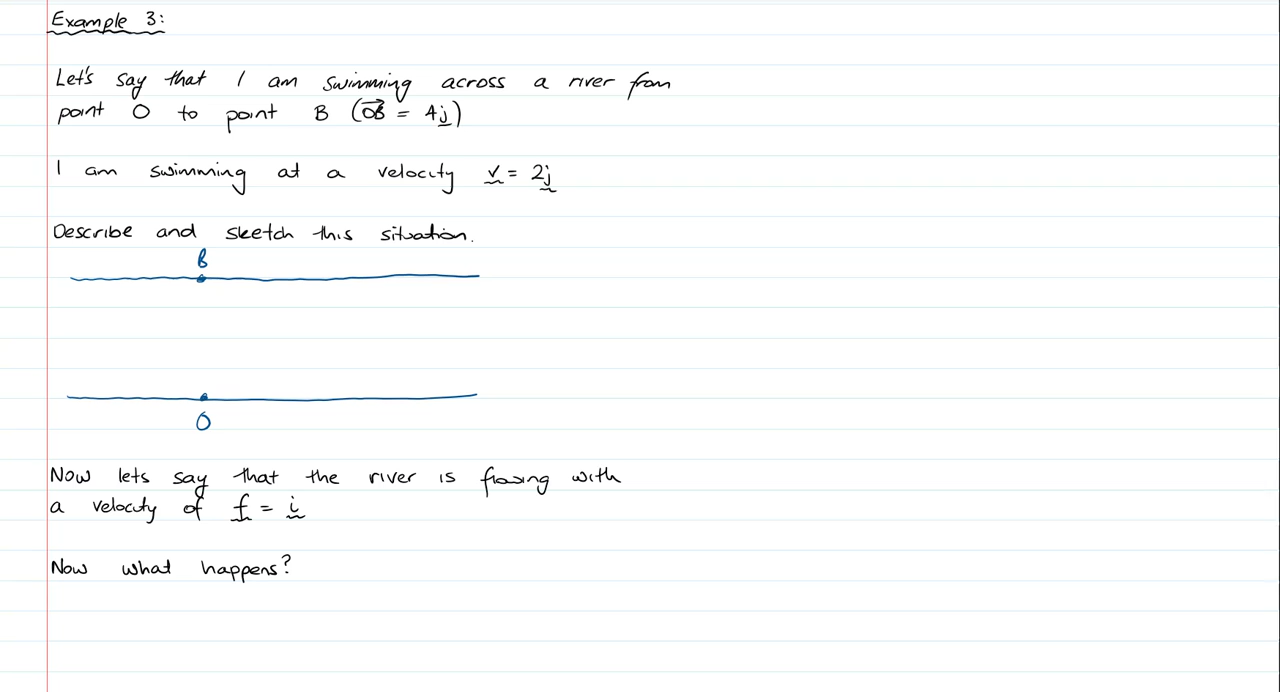 Example 3:
Let's say that I am swimming across a river from
point O to point B (OB = 4j)
I am swimming at a velocity v = 2j
Describe and sketch this situation.
B
O
Now lets say that the river is flowing with
a velocity of f = i
Now what happens?